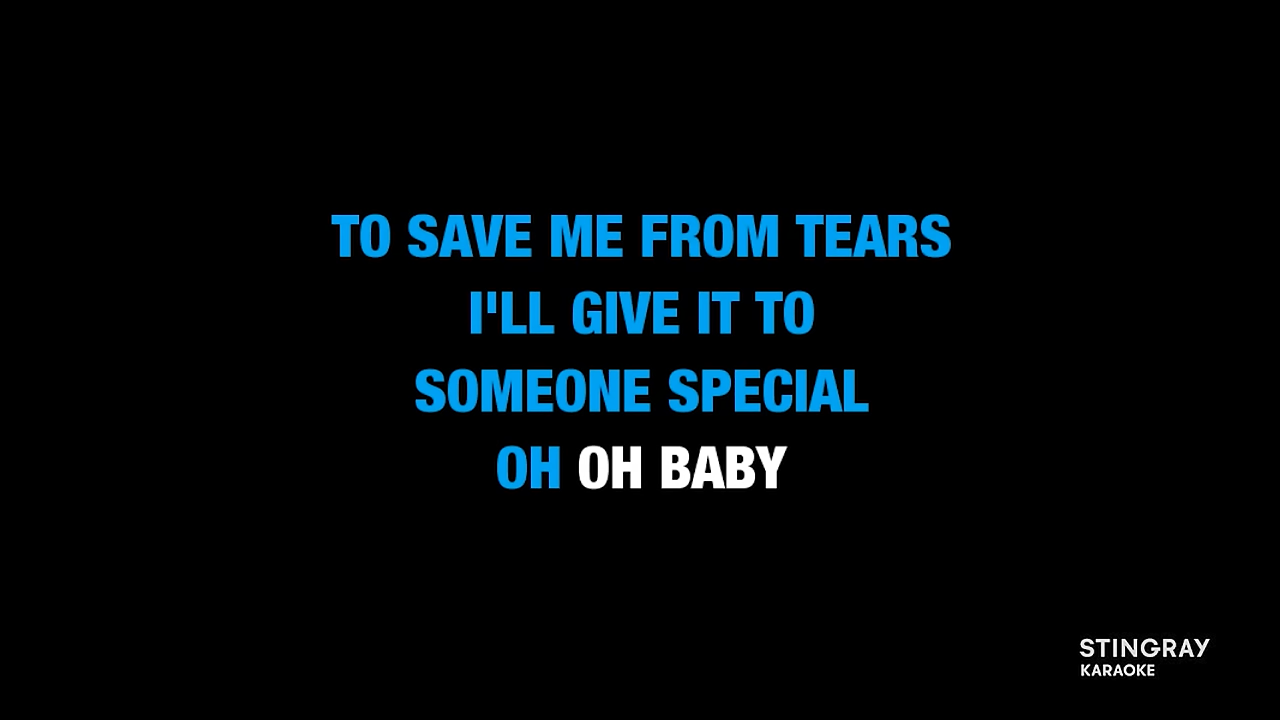 TO SAVE ME FROM TEARS
I'LL GIVE IT TO
SOMEONE SPECIAL
OH OH BABY
STINGRAY
KARAOKE